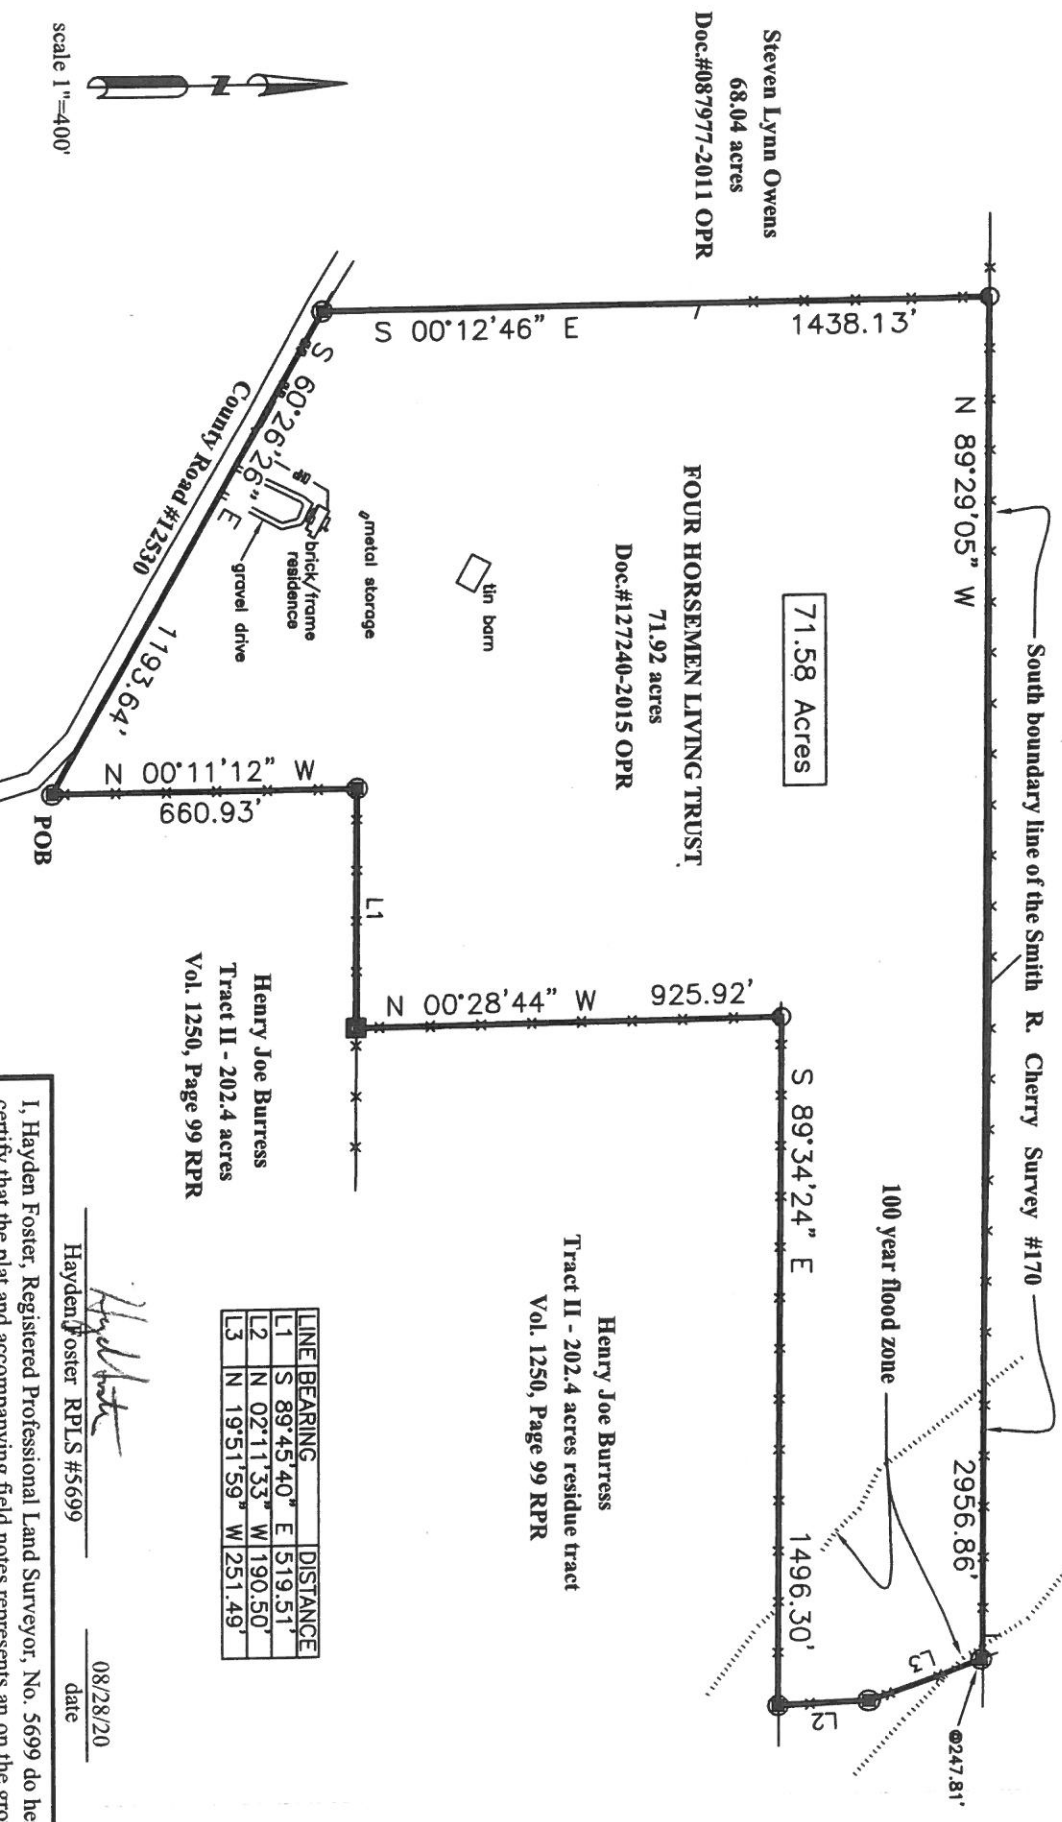 South boundary line of the Smith R. Cherry Survey #170
N 89°29'05" W
2956.86'
@247.81'
100 year flood zone
L3
L2
S 89°34'24" E
1496.30'
Steven Lynn Owens
68.04 acres
Doc.#087977-2011 OPR
1438.13'
S 00°12'46" E
71.58 Acres
FOUR HORSEMEN LIVING TRUST
71.92 acres
Doc.#127240-2015 OPR
925.92'
N 00°28'44" W
Henry Joe Burress
Tract II - 202.4 acres residue tract
Vol. 1250, Page 99 RPR
tin barn
metal storage
brick/frame
residence
gravel drive
S 60°26'26" E
1193.64'
County Road #12530
L1
N 00°11'12" W
660.93'
POB
Henry Joe Burress
Tract II - 202.4 acres
Vol. 1250, Page 99 RPR
LINE BEARING DISTANCE
L1 S 89°45'40" E 519.51'
L2 N 02°11'33" W 190.50'
L3 N 19°51'59" W 251.49'
N
scale 1"=400'
Hayden Foster RPLS #5699
08/28/20
date
I, Hayden Foster, Registered Professional Land Surveyor, No. 5699 do he
certify that the plat and accompanying field notes represents an on the gro